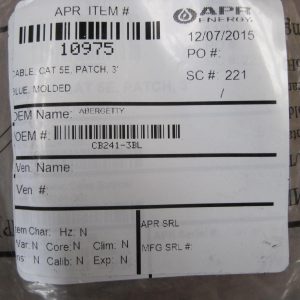 APR ITEM #
APR
ENERGY
10975
12/07/2015
PO #:
CABLE: CAT 5E, PATCH, 3'
BLUE, MOLDED
SC #: 221
/
OEM Name: ABERGETTY
OEM #:
CB241-3BL
Ven. Name:
Ven. #:
Item Char: Hz: N
Var: N Core: N Clim: N
Ins: N Calib: N Exp: N
APR SRL
MFG SRL #: